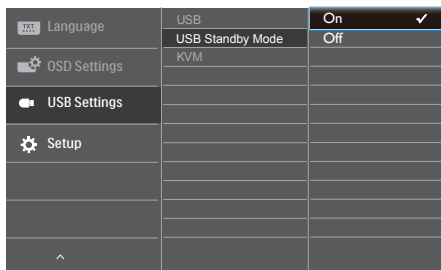 Language
OSD Settings
USB Settings
Setup
USB
USB Standby Mode
KVM
On
Off